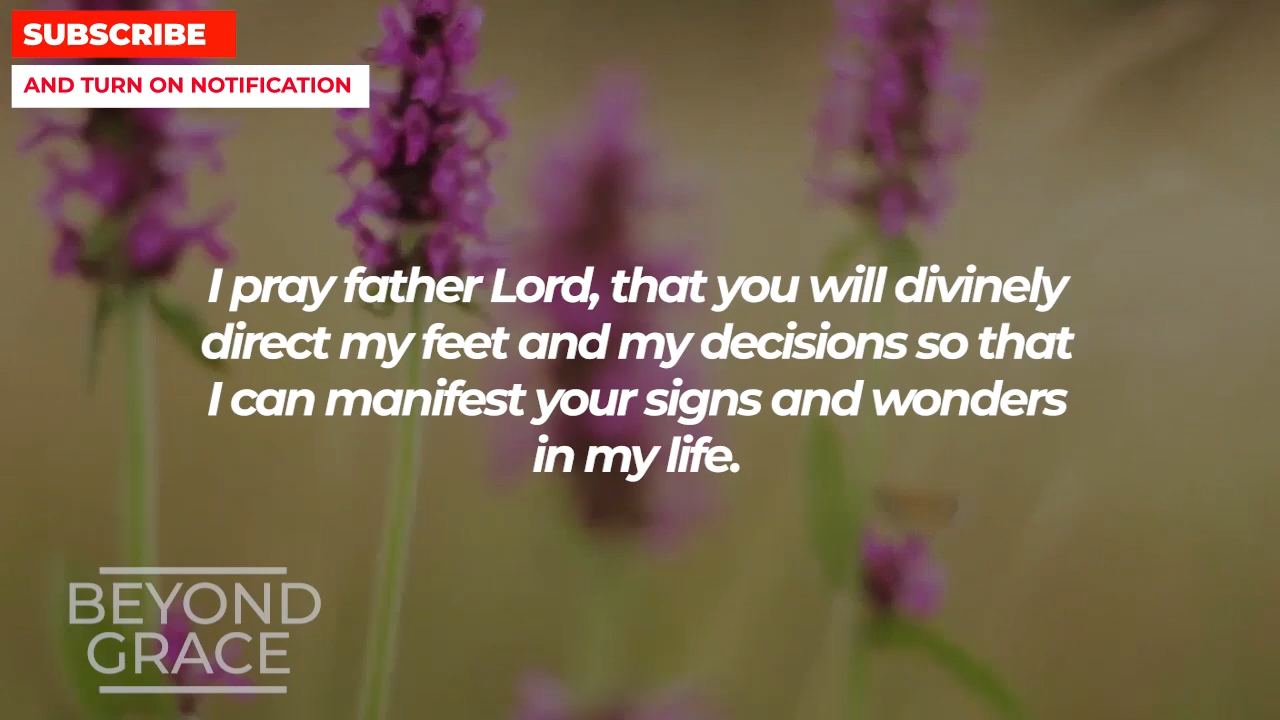 SUBSCRIBE
AND TURN ON NOTIFICATION
I pray father Lord, that you will divinely
direct my feet and my decisions so that
I can manifest your signs and wonders
in my life.
BEYOND
GRACE